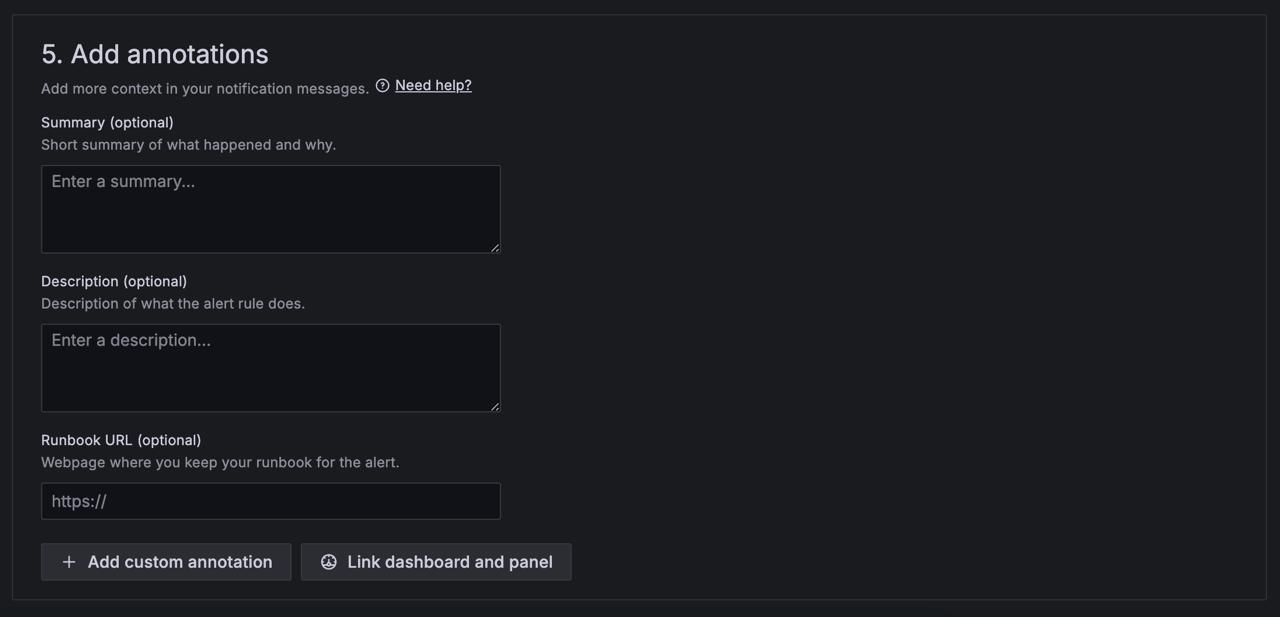 5. Add annotations
Add more context in your notification messages. Need help?
Summary (optional)
Short summary of what happened and why.
Enter a summary...
Description (optional)
Description of what the alert rule does.
Enter a description...
Runbook URL (optional)
Webpage where you keep your runbook for the alert.
https://
Add custom annotation Link dashboard and panel